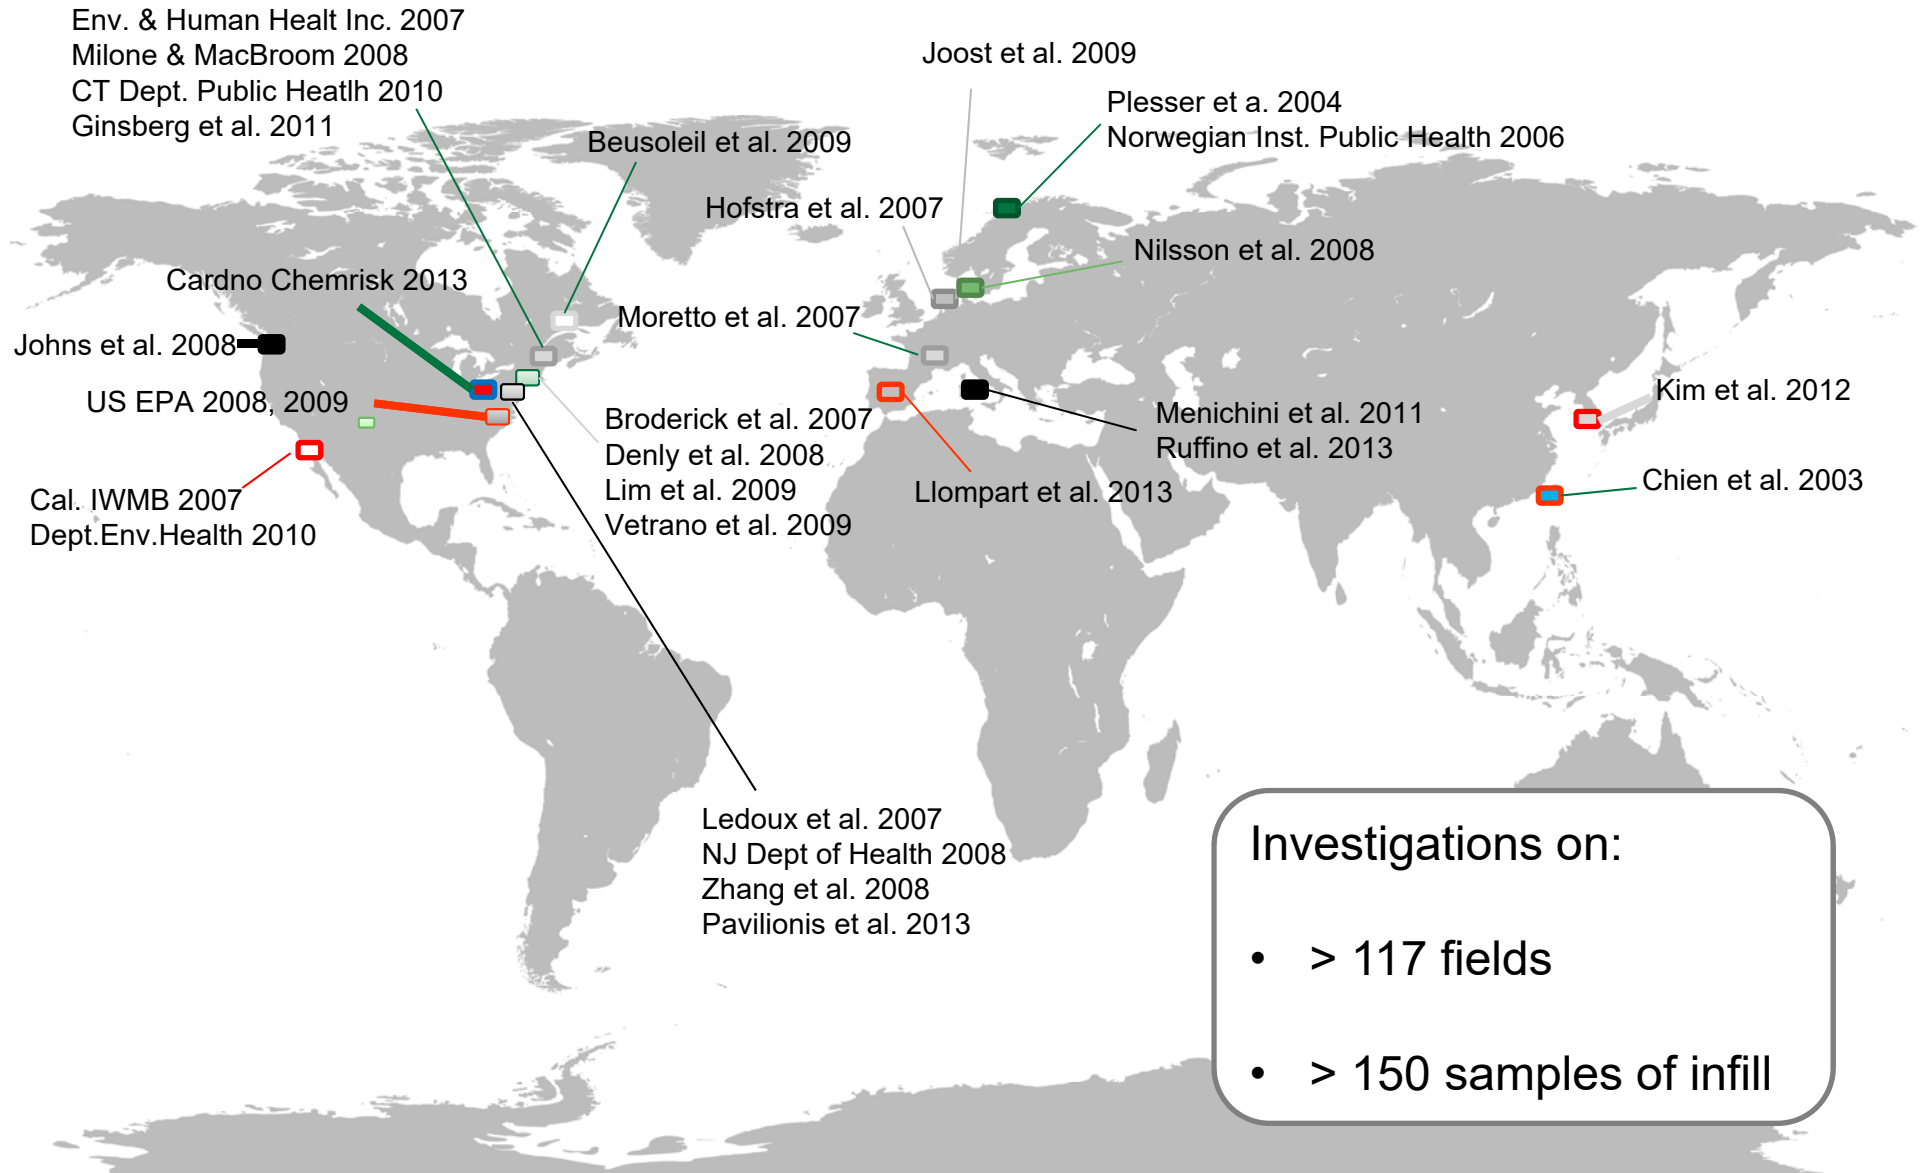 Env. & Human Healt Inc. 2007
Milone & MacBroom 2008
CT Dept. Public Heatlh 2010
Ginsberg et al. 2011
Joost et al. 2009
Plesser et a. 2004
Norwegian Inst. Public Health 2006
Beusoleil et al. 2009
Hofstra et al. 2007
Nilsson et al. 2008
Cardno Chemrisk 2013
Moretto et al. 2007
Johns et al. 2008
US EPA 2008, 2009
Kim et al. 2012
Broderick et al. 2007
Denly et al. 2008
Lim et al. 2009
Vetrano et al. 2009
Menichini et al. 2011
Ruffino et al. 2013
Llompart et al. 2013
Chien et al. 2003
Cal. IWMB 2007
Dept.Env.Health 2010
Ledoux et al. 2007
NJ Dept of Health 2008
Zhang et al. 2008
Pavilionis et al. 2013
Investigations on:
• > 117 fields
• > 150 samples of infill